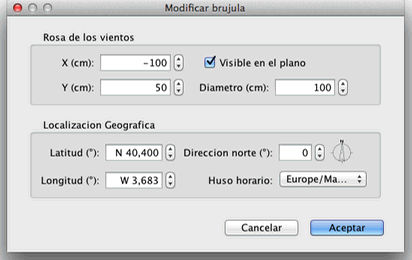 Modificar brujula
Rosa de los vientos
X (cm): -100 Visible en el plano
Y (cm): 50 Diametro (cm): 100
Localizacion Geografica
Latitud (°): N 40,400 Direccion norte (°): 0 N
Longitud (°): W 3,683 Huso horario: Europe/Ma...
Cancelar Aceptar